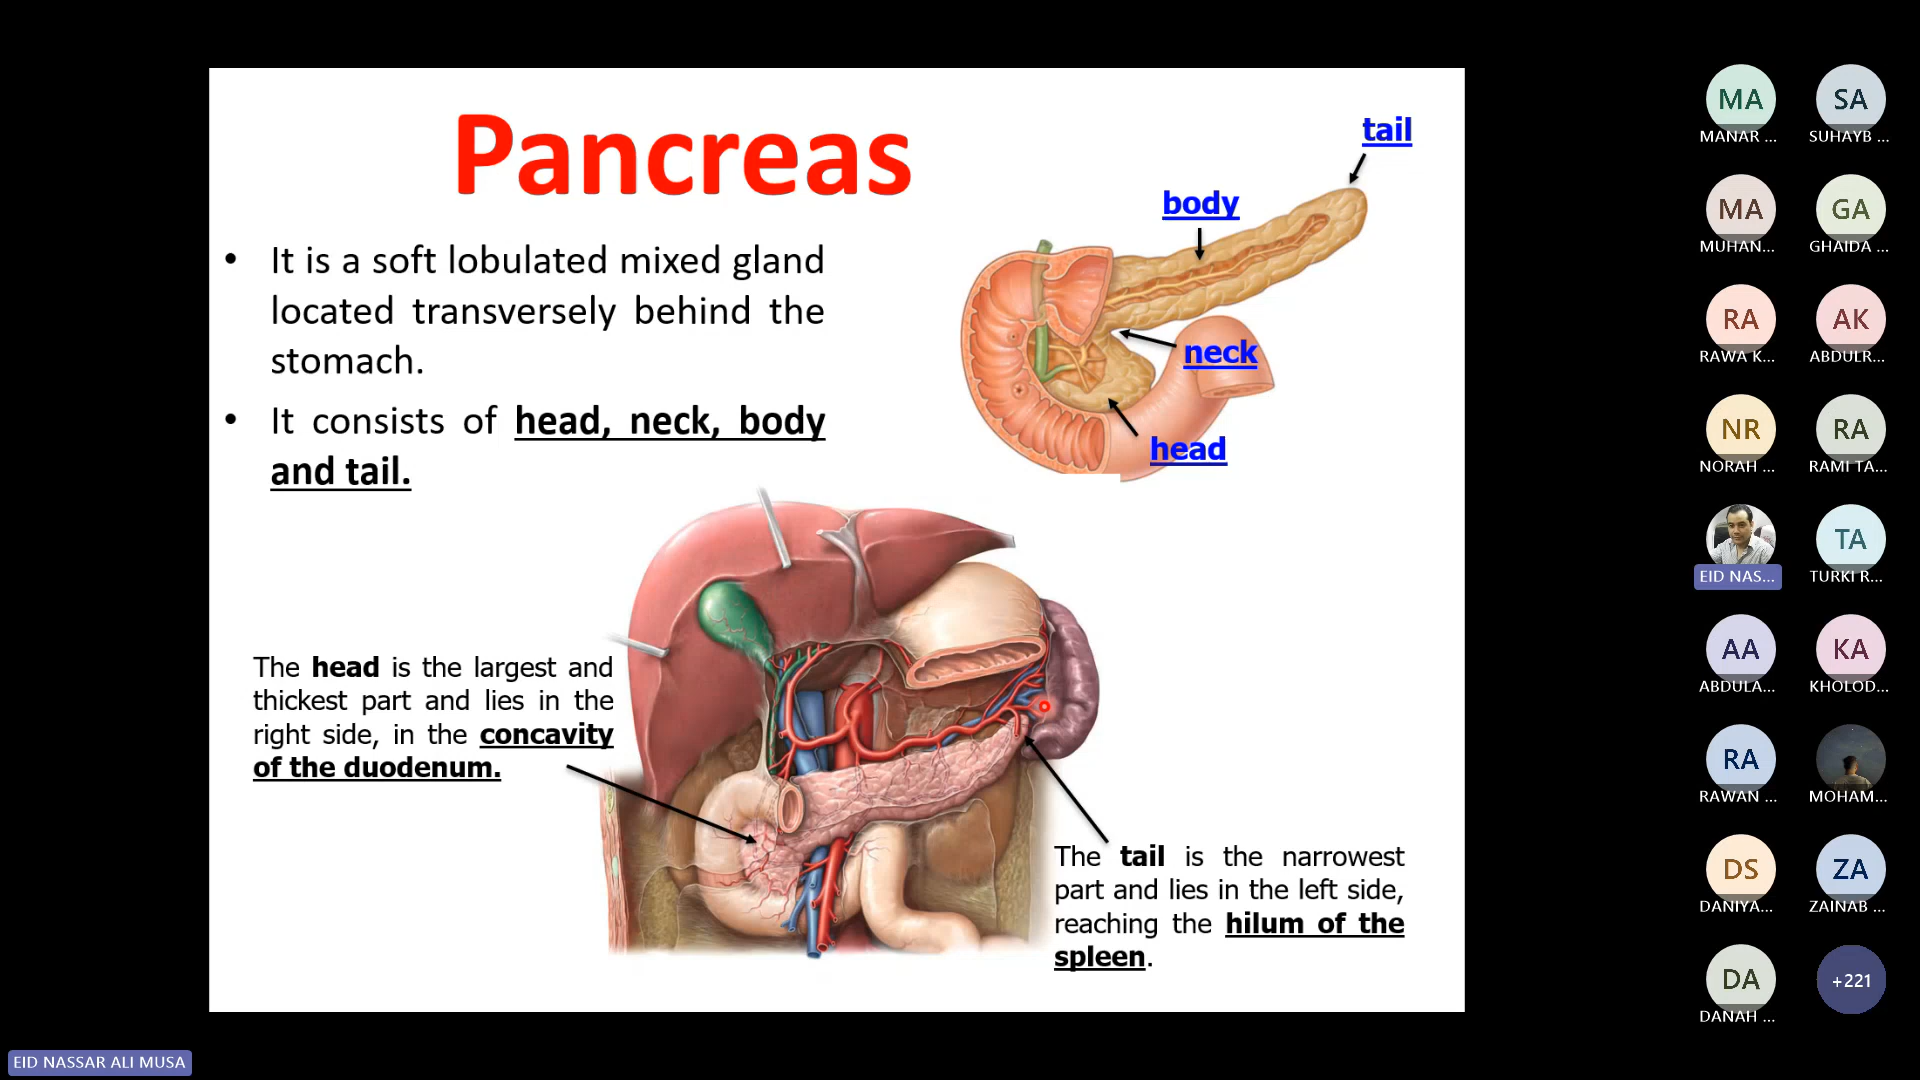 Pancreas
• It is a soft lobulated mixed gland
located transversely behind the
stomach.
• It consists of head, neck, body
and tail.
tail
body
neck
head
The head is the largest and
thickest part and lies in the
right side, in the concavity
of the duodenum.
The tail is the narrowest
part and lies in the left side,
reaching the hilum of the
spleen.
MA
MANAR ...
SA
SUHAYB ...
MA
MUHAN...
GA
GHAIDA ...
RA
RAWA K...
AK
ABDULR...
NR
NORAH ...
RA
RAMI TA...
EID NAS...
TA
TURKI R...
AA
ABDULA...
KA
KHOLOD...
RA
RAWAN ...
MOHAM...
DS
DANIYA...
ZA
ZAINAB ...
DA
DANAH ...
+221
EID NASSAR ALI MUSA